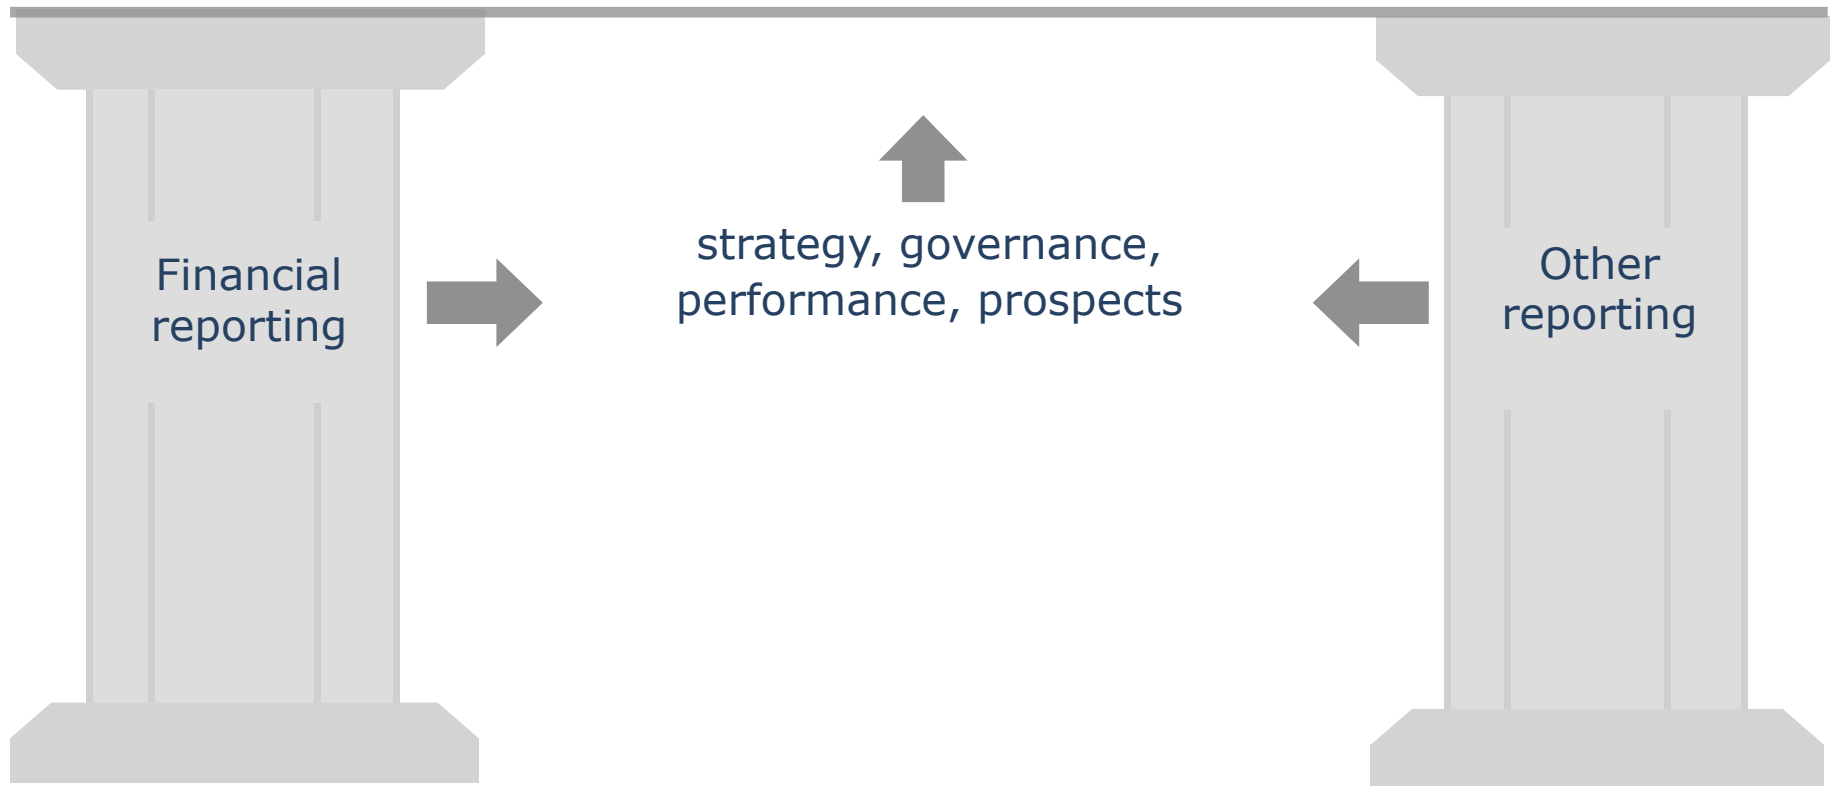 Financial
reporting
strategy, governance,
performance, prospects
Other
reporting